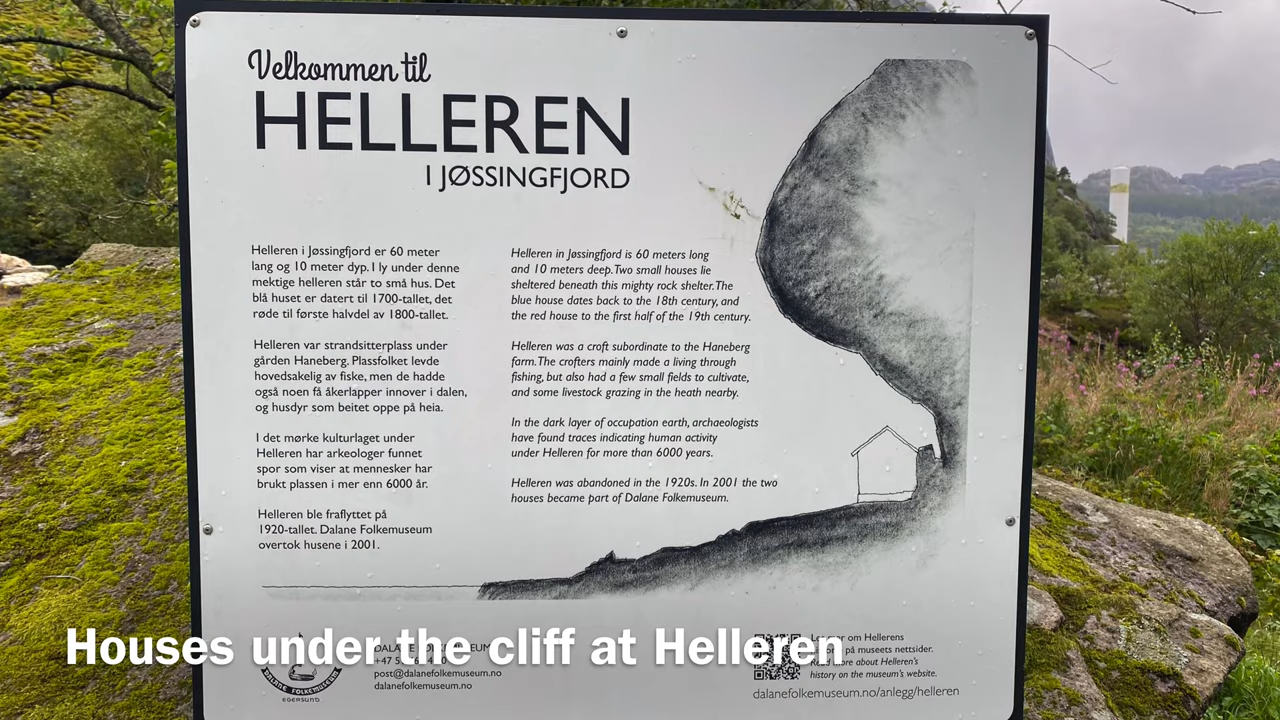 Velkommen til
HELLEREN
I JØSSINGFJORD
Helleren i Jøssingfjord er 60 meter
lang og 10 meter dyp. I ly under denne
mektige helleren står to små hus. Det
blå huset er datert til 1700-tallet, det
røde til første halvdel av 1800-tallet.
Helleren var strandsitterplass under
gården Haneberg. Plassfolket levde
hovedsakelig av fiske, men de hadde
også noen få åkerlapper innover i dalen,
og husdyr som beitet oppe på heia.
I det mørke kulturlaget under
Helleren har arkeologer funnet
spor som viser at mennesker har
brukt plassen i mer enn 6000 år.
Helleren ble fraflyttet på
1920-tallet. Dalane Folkemuseum
overtok husene i 2001.
Helleren in Jøssingfjord is 60 meters long
and 10 meters deep. Two small houses lie
sheltered beneath this mighty rock shelter. The
blue house dates back to the 18th century, and
the red house to the first half of the 19th century.
Helleren was a croft subordinate to the Haneberg
farm. The crofters mainly made a living through
fishing, but also had a few small fields to cultivate,
and some livestock grazing in the heath nearby.
In the dark layer of occupation earth, archaeologists
have found traces indicating human activity
under Helleren for more than 6000 years.
Helleren was abandoned in the 1920s. In 2001 the two
houses became part of Dalane Folkemuseum.
Houses under the cliff at Helleren
DALANE FOLKEMUSEUM
EGERSUND
DALANE
+47
post@dalanefolkemuseum.no
dalanefolkemuseum.no
om Hellerens
på museets nettsider.
Read more about Helleren's
history on the museum's website.
dalanefolkemuseum.no/anlegg/helleren